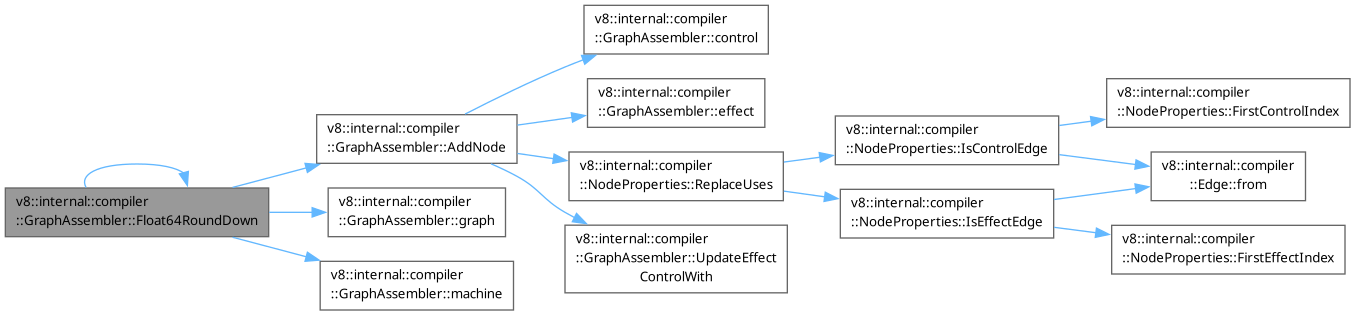 v8::internal::compiler
::GraphAssembler::control
v8::internal::compiler
::GraphAssembler::effect
v8::internal::compiler
::NodeProperties::FirstControlIndex
v8::internal::compiler
::GraphAssembler::AddNode
v8::internal::compiler
::NodeProperties::IsControlEdge
v8::internal::compiler
::NodeProperties::ReplaceUses
v8::internal::compiler
::Edge::from
v8::internal::compiler
::GraphAssembler::Float64RoundDown
v8::internal::compiler
::GraphAssembler::graph
v8::internal::compiler
::NodeProperties::IsEffectEdge
v8::internal::compiler
::GraphAssembler::UpdateEffect
ControlWith
v8::internal::compiler
::NodeProperties::FirstEffectIndex
v8::internal::compiler
::GraphAssembler::machine